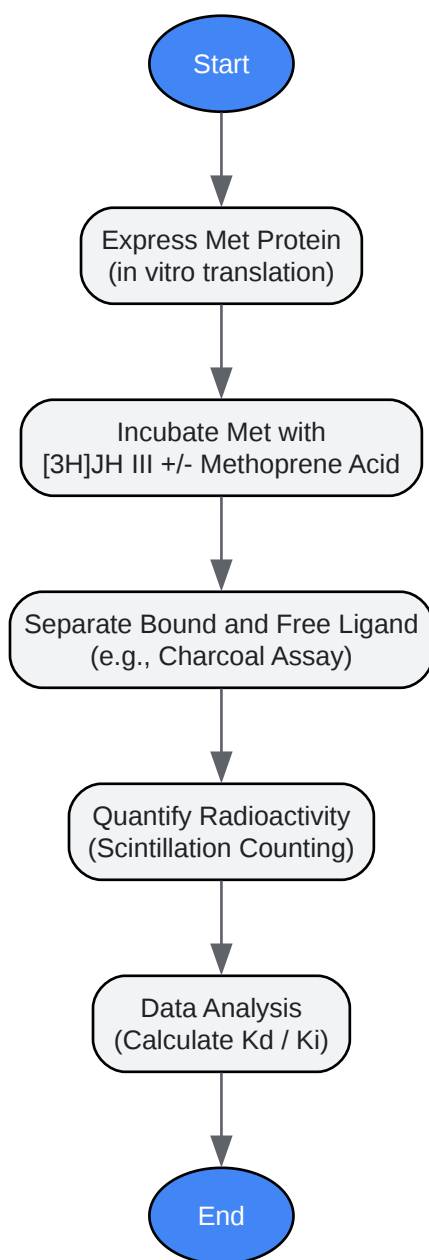 Start
Express Met Protein
(in vitro translation)
Incubate Met with
[3H]JH III +/- Methoprene Acid
Separate Bound and Free Ligand
(e.g., Charcoal Assay)
Quantify Radioactivity
(Scintillation Counting)
Data Analysis
(Calculate Kd / Ki)
End